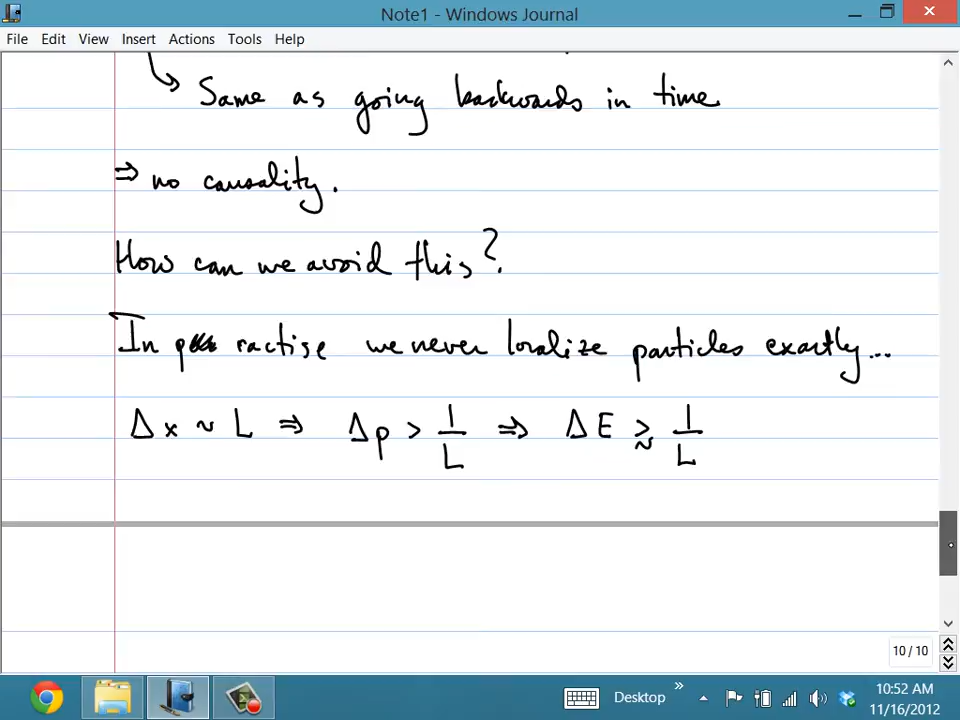 Note1 - Windows Journal
File Edit View Insert Actions Tools Help
↳ Same as going backwards in time
⇒ no causality.
How can we avoid this?
In p ractise we never localize particles exactly...
Δx ~ L ⇒ Δp > 1/L ⇒ ΔE ≳ 1/L
10 / 10
Desktop
10:52 AM
11/16/2012